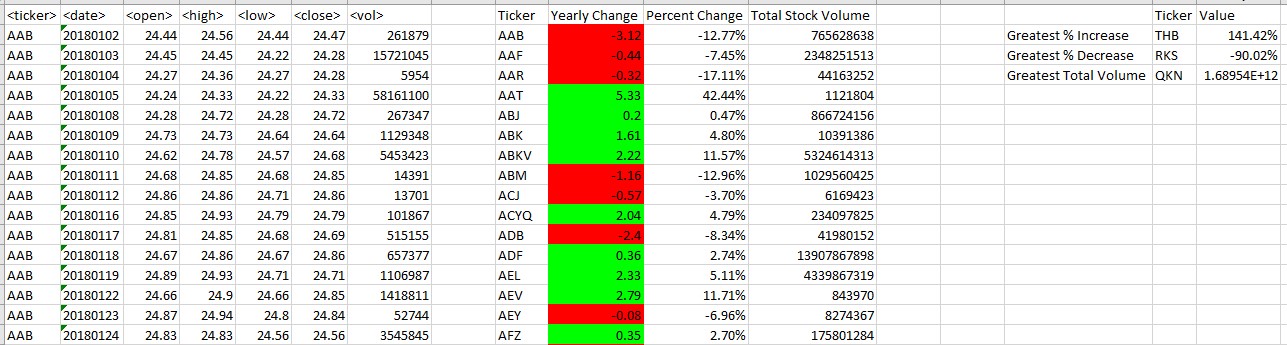 <ticker> <date> <open> <high> <low> <close> <vol> Ticker Yearly Change Percent Change Total Stock Volume Ticker Value
AAB 20180102 24.44 24.56 24.44 24.47 261879 AAB -3.12 -12.77% 765628638 Greatest % Increase THB 141.42%
AAB 20180103 24.45 24.45 24.22 24.28 15721045 AAF -0.44 -7.45% 2348251513 Greatest % Decrease RKS -90.02%
AAB 20180104 24.27 24.36 24.27 24.28 5954 AAR -0.32 -17.11% 44163252 Greatest Total Volume QKN 1.68954E+12
AAB 20180105 24.24 24.33 24.22 24.33 58161100 AAT 5.33 42.44% 1121804
AAB 20180108 24.28 24.72 24.28 24.72 267347 ABJ 0.2 0.47% 866724156
AAB 20180109 24.73 24.73 24.64 24.64 1129348 ABK 1.61 4.80% 10391386
AAB 20180110 24.62 24.78 24.57 24.68 5453423 ABKV 2.22 11.57% 5324614313
AAB 20180111 24.68 24.85 24.68 24.85 14391 ABM -1.16 -12.96% 1029560425
AAB 20180112 24.86 24.86 24.71 24.86 13701 ACJ -0.57 -3.70% 6169423
AAB 20180116 24.85 24.93 24.79 24.79 101867 ACYQ 2.04 4.79% 234097825
AAB 20180117 24.81 24.85 24.68 24.69 515155 ADB -2.4 -8.34% 41980152
AAB 20180118 24.67 24.86 24.67 24.86 657377 ADF 0.36 2.74% 13907867898
AAB 20180119 24.89 24.93 24.71 24.71 1106987 AEL 2.33 5.11% 4339867319
AAB 20180122 24.66 24.9 24.66 24.85 1418811 AEV 2.79 11.71% 843970
AAB 20180123 24.87 24.94 24.8 24.84 52744 AEY -0.08 -6.96% 8274367
AAB 20180124 24.83 24.83 24.56 24.56 3545845 AFZ 0.35 2.70% 175801284